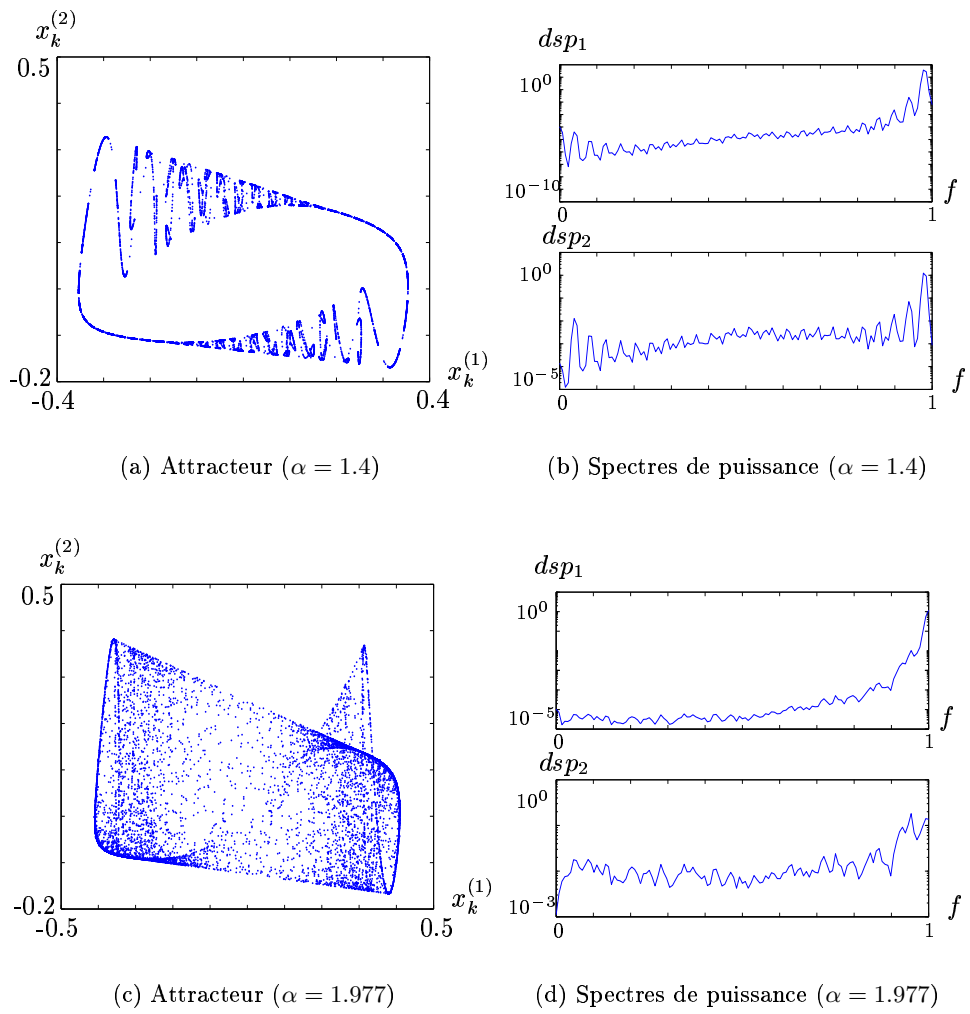 x_k^{(2)}
0.5
-0.2
-0.4
0.4
x_k^{(1)}
dsp_1
10^0
10^{-10}
0
1
f
dsp_2
10^0
10^{-5}
0
1
f
(a) Attracteur (α = 1.4)
(b) Spectres de puissance (α = 1.4)
x_k^{(2)}
0.5
-0.2
-0.5
0.5
x_k^{(1)}
dsp_1
10^0
10^{-5}
0
1
f
dsp_2
10^0
10^{-3}
0
1
f
(c) Attracteur (α = 1.977)
(d) Spectres de puissance (α = 1.977)